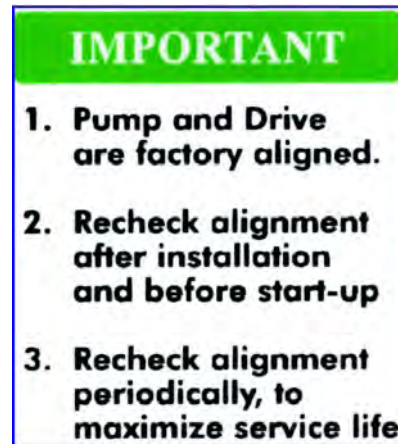 IMPORTANT
1. Pump and Drive
are factory aligned.
2. Recheck alignment
after installation
and before start-up
3. Recheck alignment
periodically, to
maximize service life